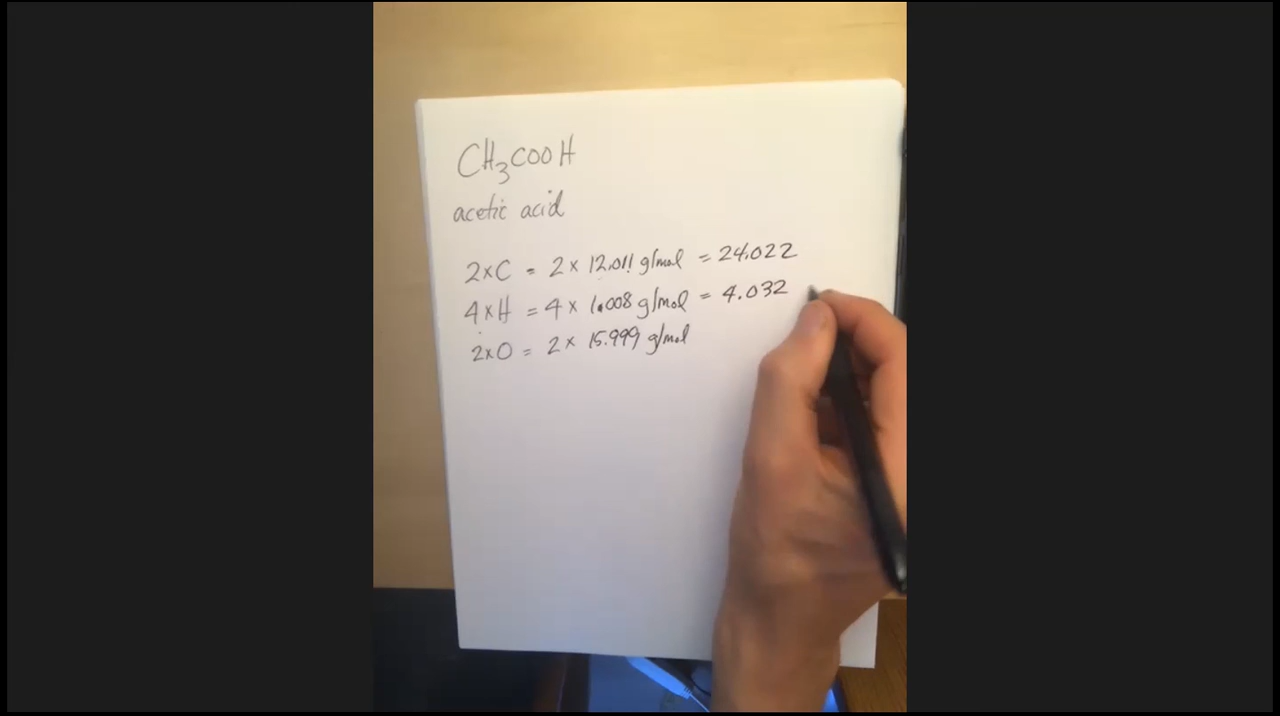 CH₃COOH
acetic acid
2×C = 2 × 12.011 g/mol = 24.022
4×H = 4 × 1.008 g/mol = 4.032
2×O = 2 × 15.999 g/mol